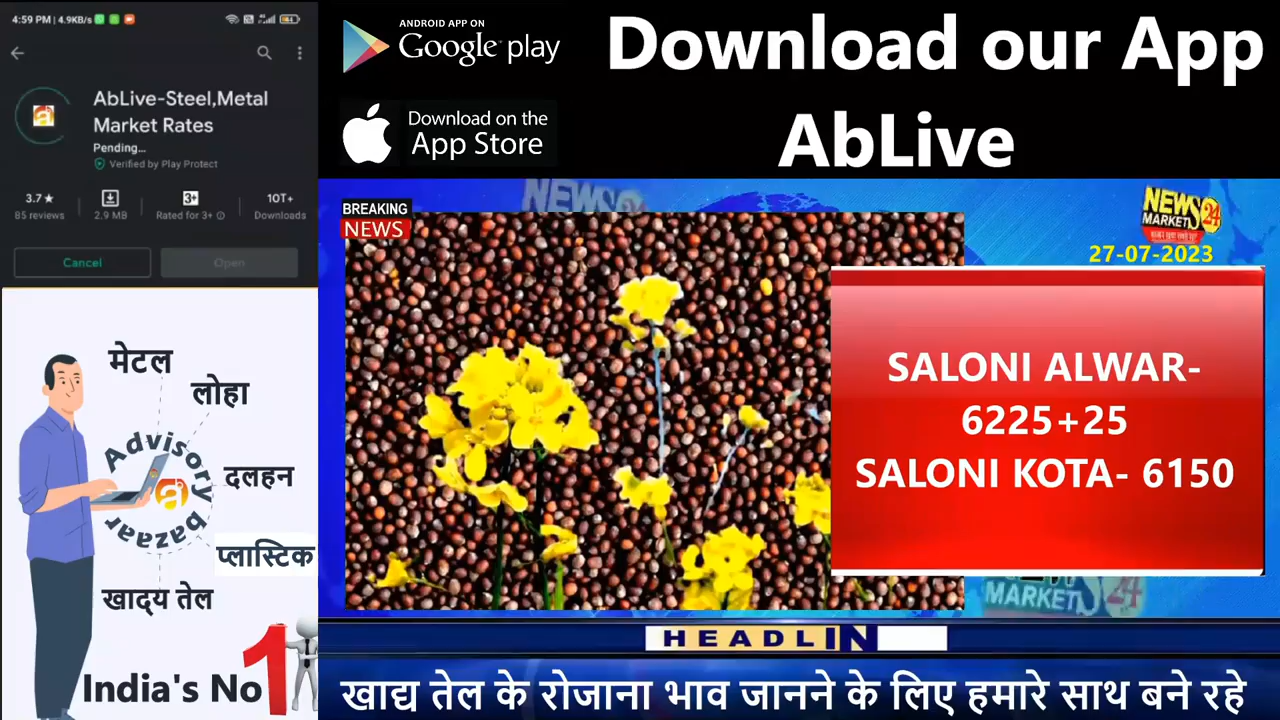 4:59 PM | 4.9KB/s
AbLive-Steel,Metal
Market Rates
Pending...
Verified by Play Protect
3.7★
85 reviews
2.9 MB
3+
Rated for 3+
10T+
Downloads
Cancel
Open
मेटल
लोहा
Advisory
दलहन
bazaar
प्लास्टिक
खाद्य तेल
India's No 1
ANDROID APP ON
Google play
Download on the
App Store
Download our App
AbLive
NEWS 24
BREAKING
NEWS
NEWS 24
MARKET
27-07-2023
SALONI ALWAR-
6225+25
SALONI KOTA- 6150
MARKET 24
HEADLIN
खाद्य तेल के रोजाना भाव जानने के लिए हमारे साथ बने रहे